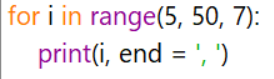 for i in range(5, 50, 7):
    print(i, end = ', ')